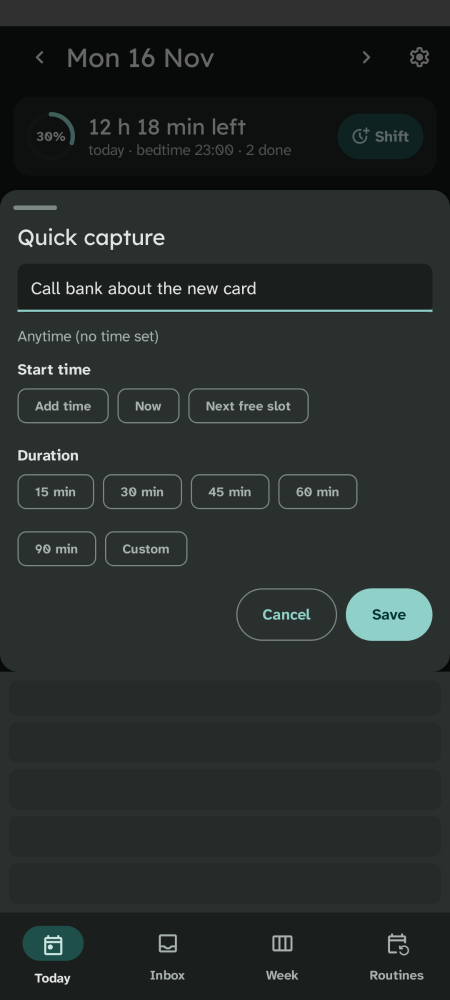 Mon 16 Nov
30%
12 h 18 min left
today · bedtime 23:00 · 2 done
Shift
Quick capture
Call bank about the new card
Anytime (no time set)
Start time
Add time Now Next free slot
Duration
15 min 30 min 45 min 60 min
90 min Custom
Cancel Save
Today Inbox Week Routines